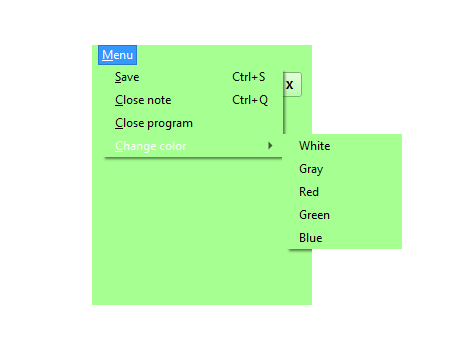 Menu
Save Ctrl+S
Close note Ctrl+Q
X
Close program
Change color
White
Gray
Red
Green
Blue